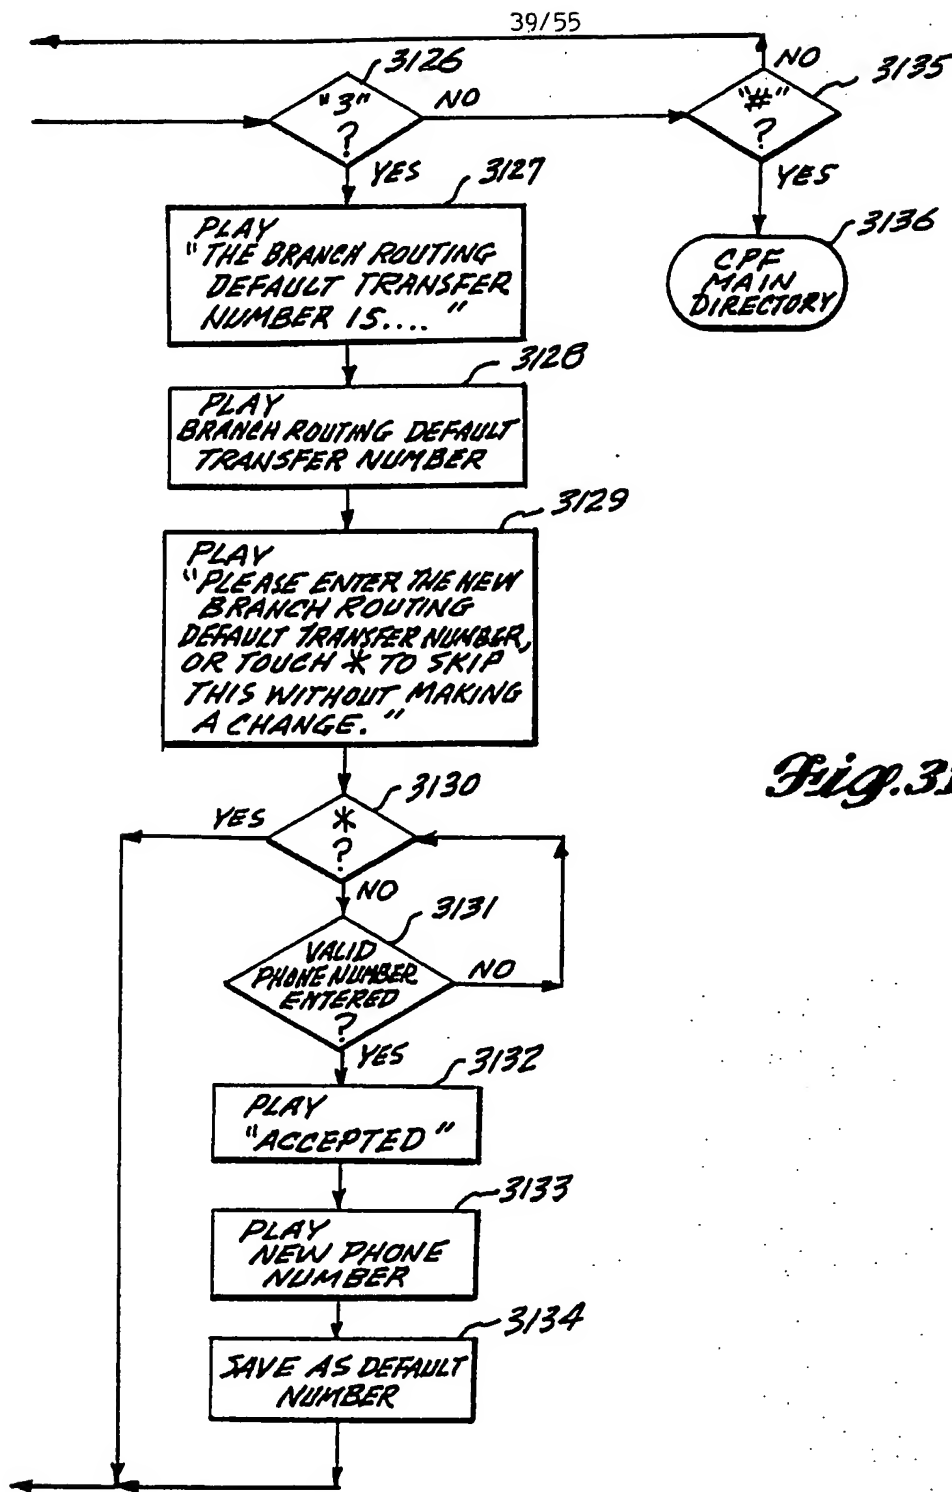 39/55
3126
"3"
?
NO
YES
"#"
?
NO
YES
3135
3136
CPF
MAIN
DIRECTORY
3127
PLAY
"THE BRANCH ROUTING
DEFAULT TRANSFER
NUMBER IS...."
3128
PLAY
BRANCH ROUTING DEFAULT
TRANSFER NUMBER
3129
PLAY
"PLEASE ENTER THE NEW
BRANCH ROUTING
DEFAULT TRANSFER NUMBER,
OR TOUCH * TO SKIP
THIS WITHOUT MAKING
A CHANGE."
3130
YES
*
?
NO
3131
VALID
PHONE NUMBER
ENTERED
?
NO
YES
3132
PLAY
"ACCEPTED"
3133
PLAY
NEW PHONE
NUMBER
3134
SAVE AS DEFAULT
NUMBER